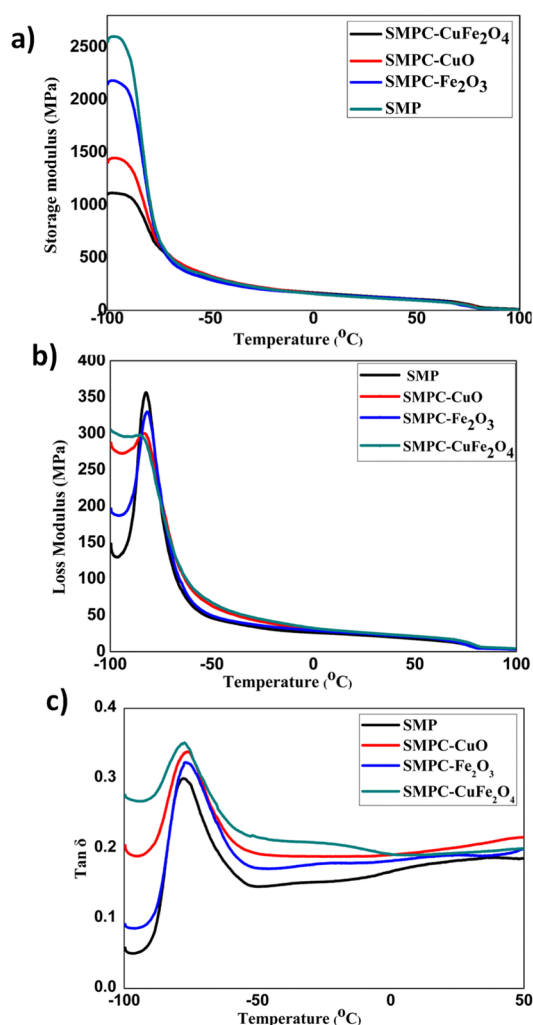 a)
Storage modulus (MPa)
2500
2000
1500
1000
500
0
-100
-50
0
50
100
Temperature (⁰C)
SMPC-CuFe₂O₄
SMPC-CuO
SMPC-Fe₂O₃
SMP
b)
Loss Modulus (MPa)
400
350
300
250
200
150
100
50
0
-100
-50
0
50
100
Temperature (⁰C)
SMP
SMPC-CuO
SMPC-Fe₂O₃
SMPC-CuFe₂O₄
c)
Tan δ
0.4
0.3
0.2
0.1
0.0
-100
-50
0
50
Temperature (⁰C)
SMP
SMPC-CuO
SMPC-Fe₂O₃
SMPC-CuFe₂O₄